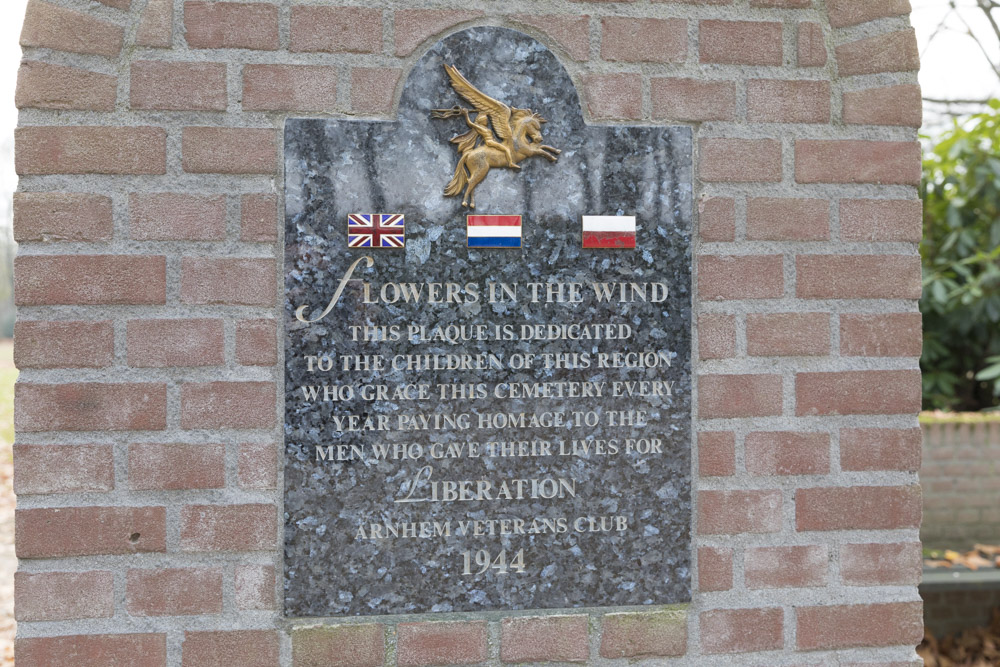 FLOWERS IN THE WIND
THIS PLAQUE IS DEDICATED
TO THE CHILDREN OF THIS REGION
WHO GRACE THIS CEMETERY EVERY
YEAR PAYING HOMAGE TO THE
MEN WHO GAVE THEIR LIVES FOR
LIBERATION
ARNHEM VETERANS CLUB
1944